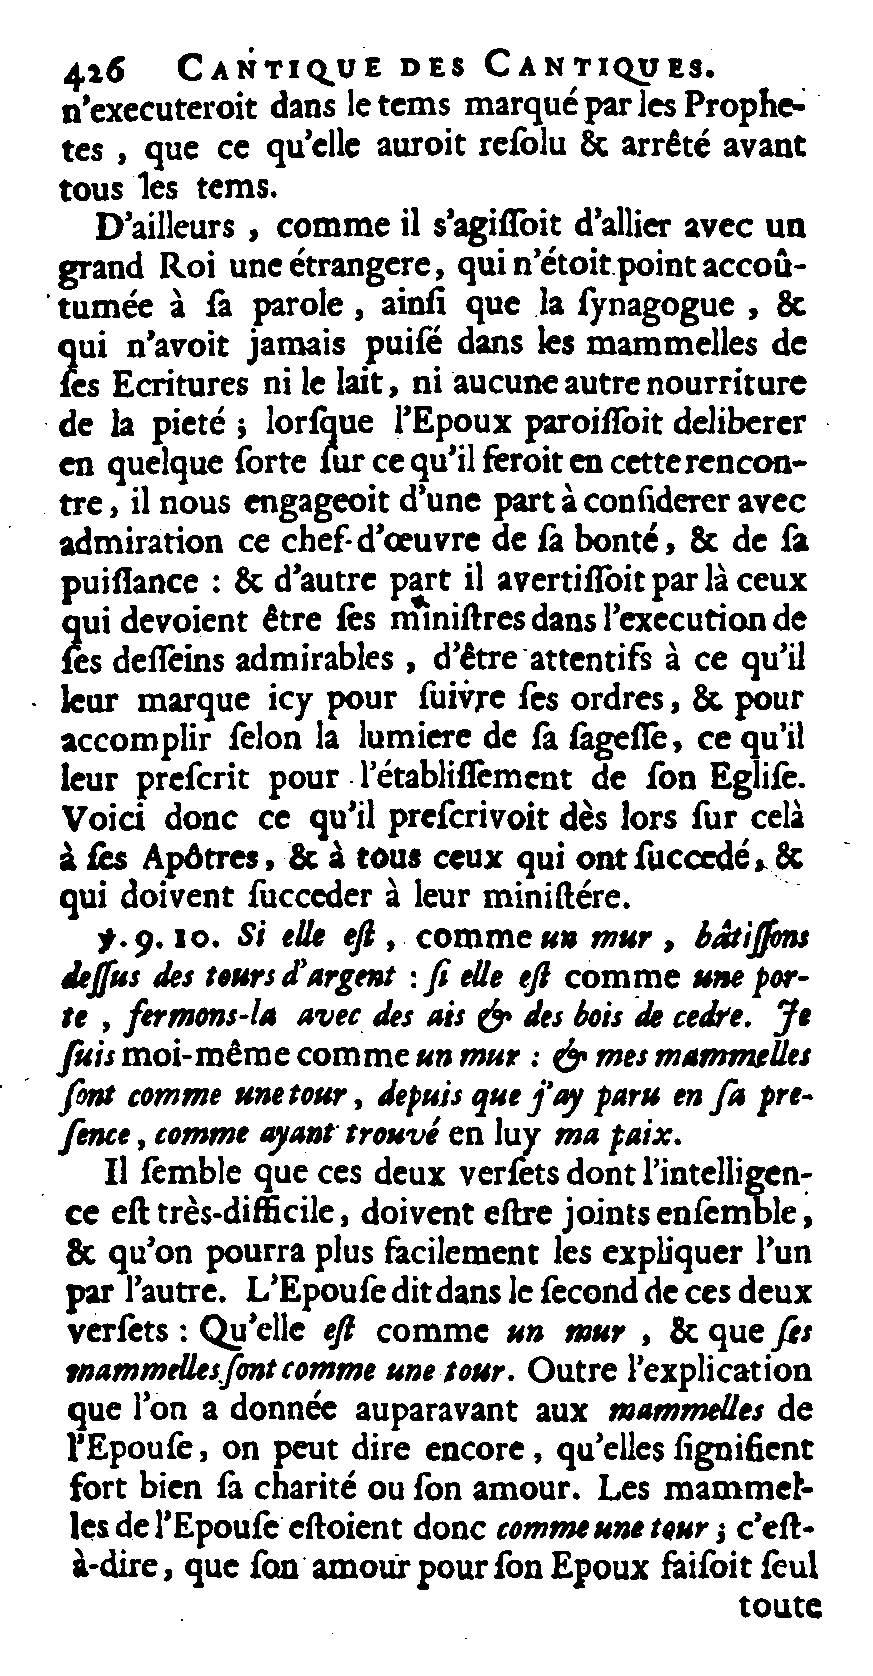 426 CANTIQUE DES CANTIQUES.
n'executeroit dans le tems marqué par les Prophe-
tes , que ce qu'elle auroit reſolu & arrêté avant
tous les tems.
D'ailleurs , comme il s'agiſſoit d'allier avec un
grand Roi une étrangere, qui n'étoit point accoû-
tumée à ſa parole , ainſi que la ſynagogue , &
qui n'avoit jamais puiſé dans les mammelles de
ſes Ecritures ni le lait, ni aucune autre nourriture
de la pieté ; lorſque l'Epoux paroiſſoit deliberer
en quelque ſorte ſur ce qu'il feroit en cette rencon-
tre, il nous engageoit d'une part à conſiderer avec
admiration ce chef-d'œuvre de ſa bonté, & de ſa
puiſſance : & d'autre part il avertiſſoit par là ceux
qui devoient être ſes miniſtres dans l'execution de
ſes deſſeins admirables , d'être attentifs à ce qu'il
leur marque icy pour ſuivre ſes ordres, & pour
accomplir ſelon la lumiere de ſa ſageſſe, ce qu'il
leur preſcrit pour l'établiſſement de ſon Egliſe.
Voici donc ce qu'il preſcrivoit dès lors ſur celà
à ſes Apôtres, & à tous ceux qui ont ſuccedé, &
qui doivent ſucceder à leur miniſtére.
℣. 9. 10. Si elle eſt , comme un mur , bâtiſſons
deſſus des tours d'argent : ſi elle eſt comme une por-
te , fermons-la avec des ais & des bois de cedre. Je
ſuis moi-même comme un mur : & mes mammelles
ſont comme une tour, depuis que j'ay paru en ſa pre-
ſence, comme ayant trouvé en luy ma paix.
Il ſemble que ces deux verſets dont l'intelligen-
ce eſt très-difficile, doivent eſtre joints enſemble,
& qu'on pourra plus facilement les expliquer l'un
par l'autre. L'Epouſe dit dans le ſecond de ces deux
verſets : Qu'elle eſt comme un mur , & que ſes
mammelles ſont comme une tour. Outre l'explication
que l'on a donnée auparavant aux mammelles de
l'Epouſe, on peut dire encore, qu'elles ſignifient
fort bien ſa charité ou ſon amour. Les mammel-
les de l'Epouſe eſtoient donc comme une tour ; c'eſt-
à-dire, que ſon amour pour ſon Epoux faiſoit ſeul
toute